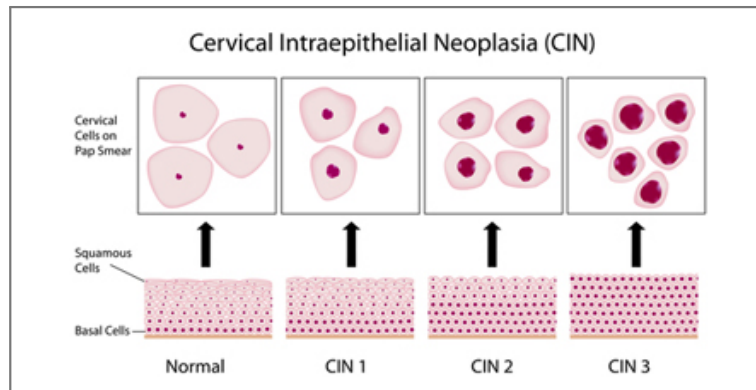 Cervical Intraepithelial Neoplasia (CIN)
Cervical
Cells on
Pap Smear
Squamous
Cells
Basal Cells
Normal
CIN 1
CIN 2
CIN 3